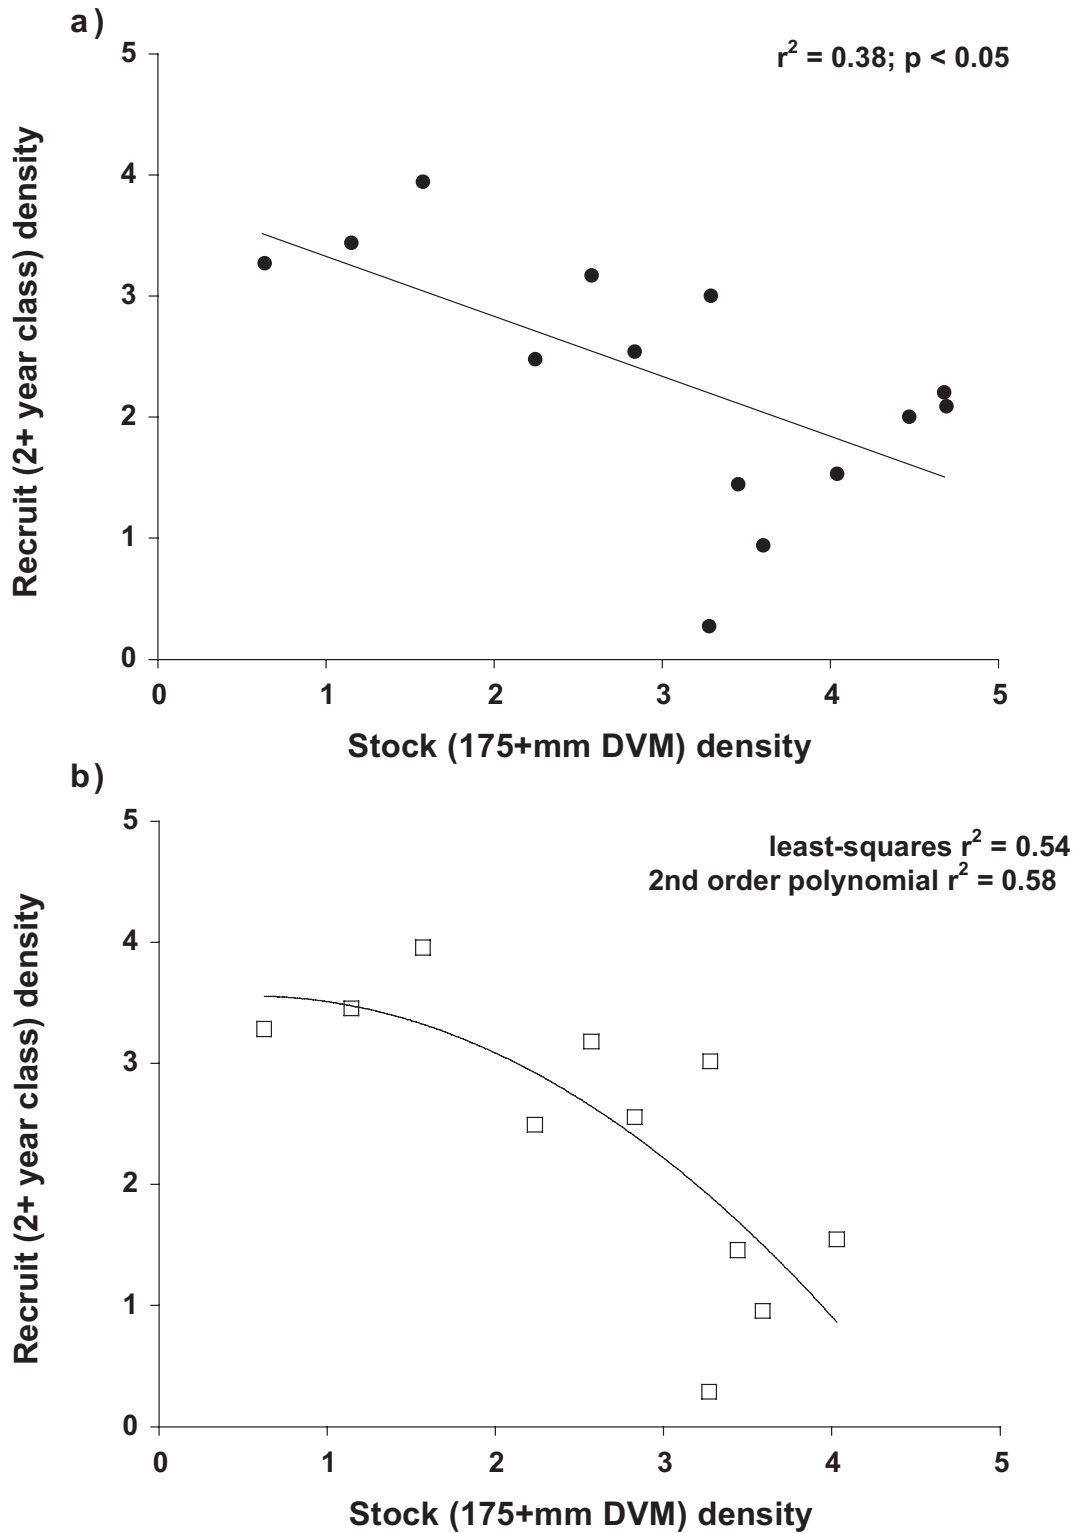 a)
r² = 0.38; p < 0.05
Recruit (2+ year class) density
5
4
3
2
1
0
0 1 2 3 4 5
Stock (175+mm DVM) density
b)
least-squares r² = 0.54
2nd order polynomial r² = 0.58
Recruit (2+ year class) density
5
4
3
2
1
0
0 1 2 3 4 5
Stock (175+mm DVM) density